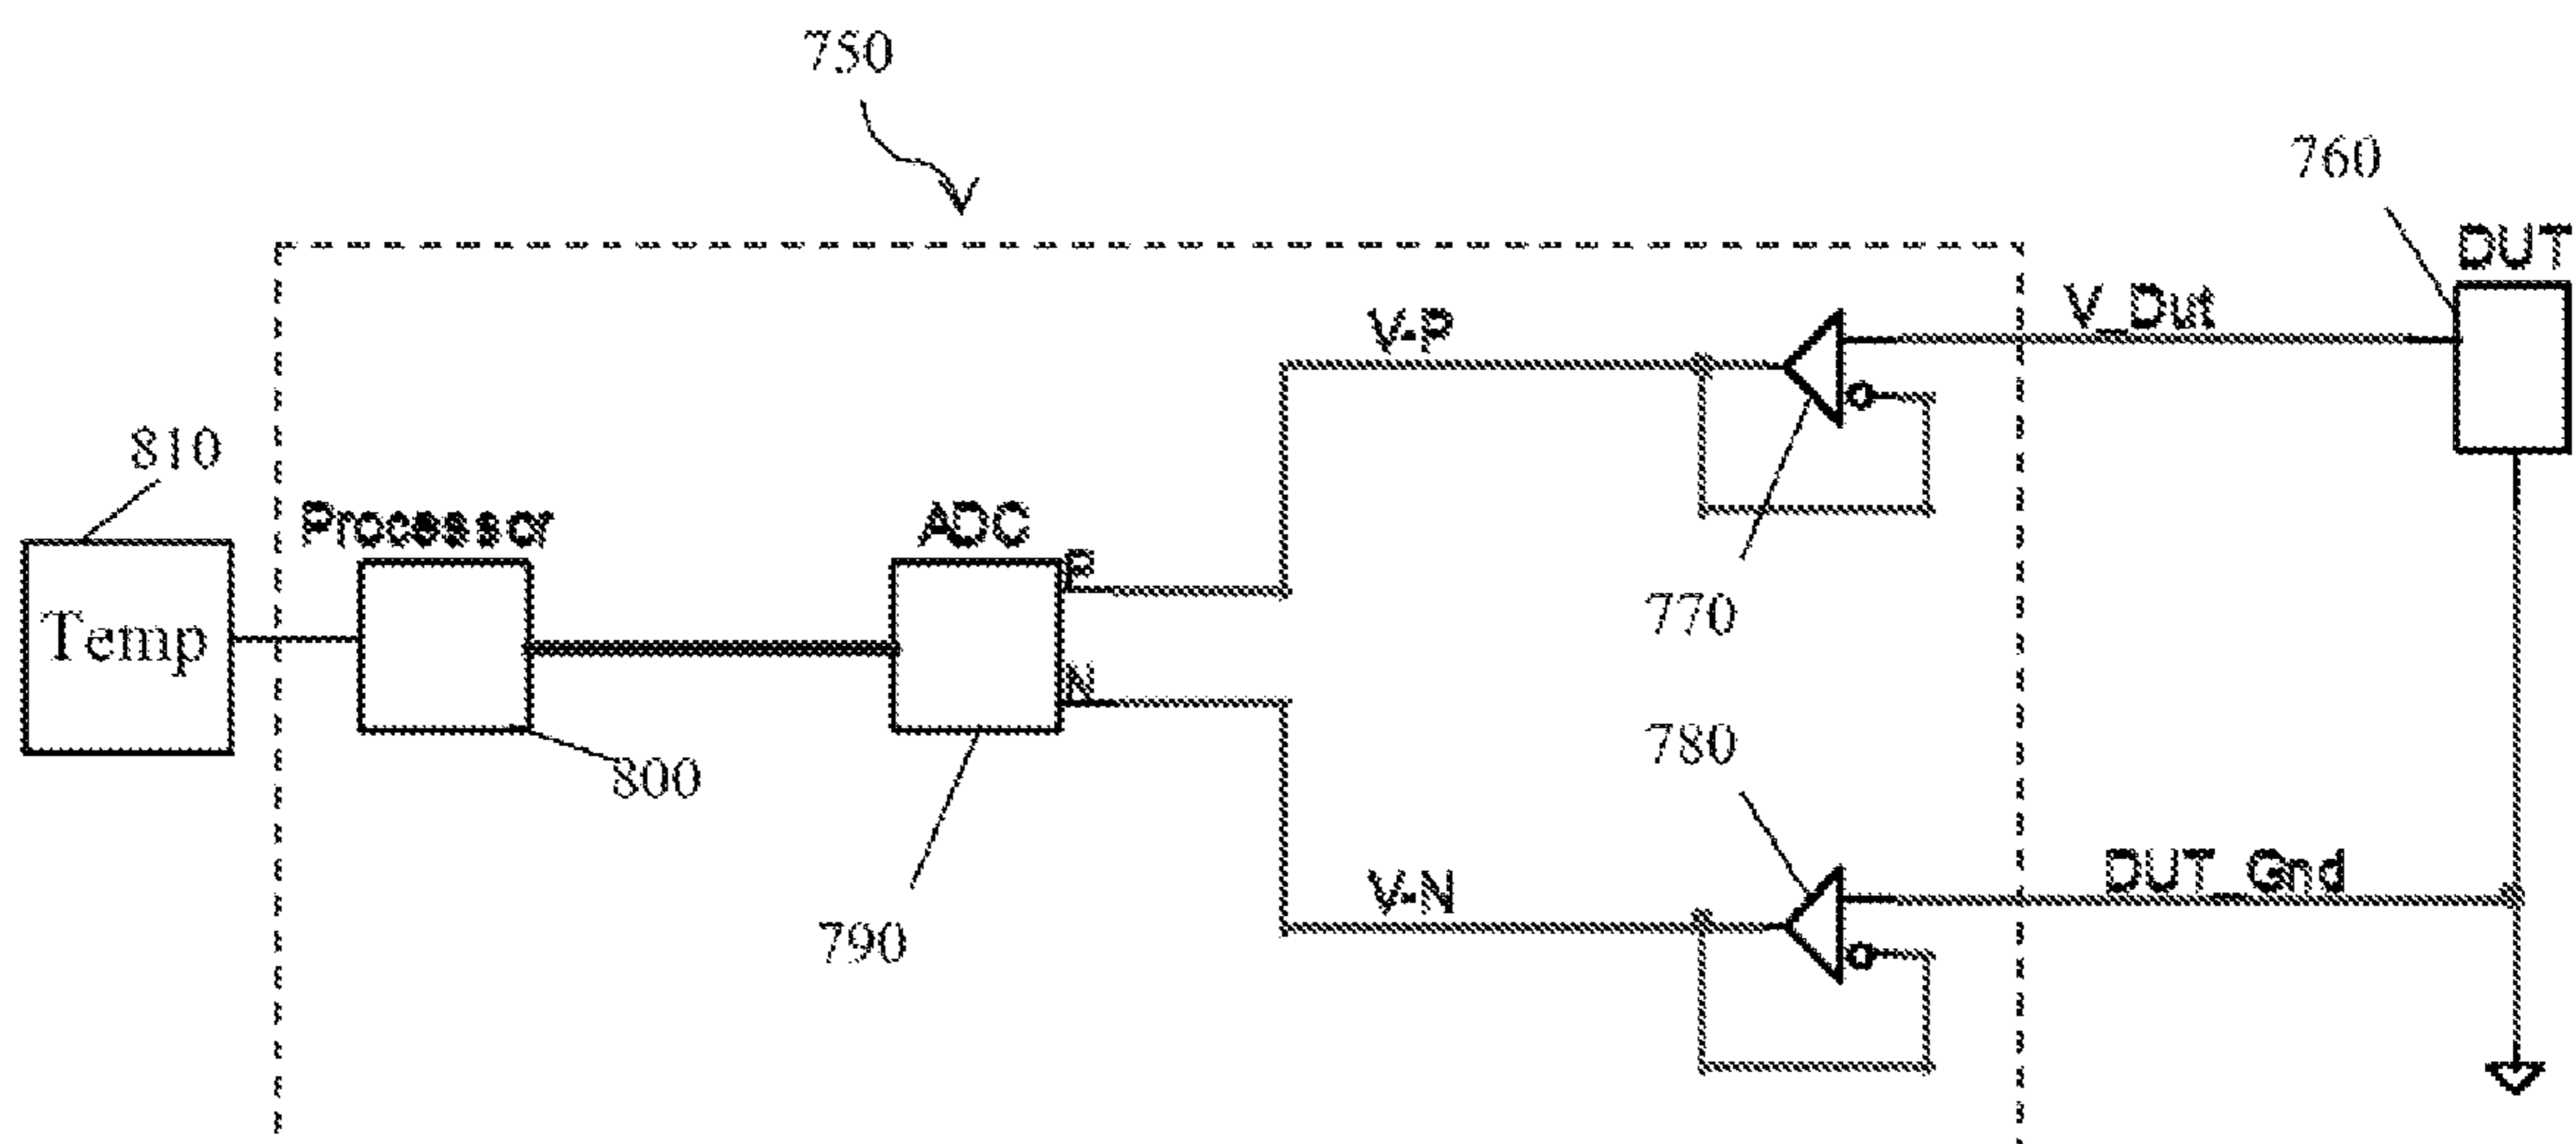 750
760
DUT
V_Dut
V-P
810
Processor
ADC
P
Temp
770
N
780
800
DUT_Gnd
V-N
790